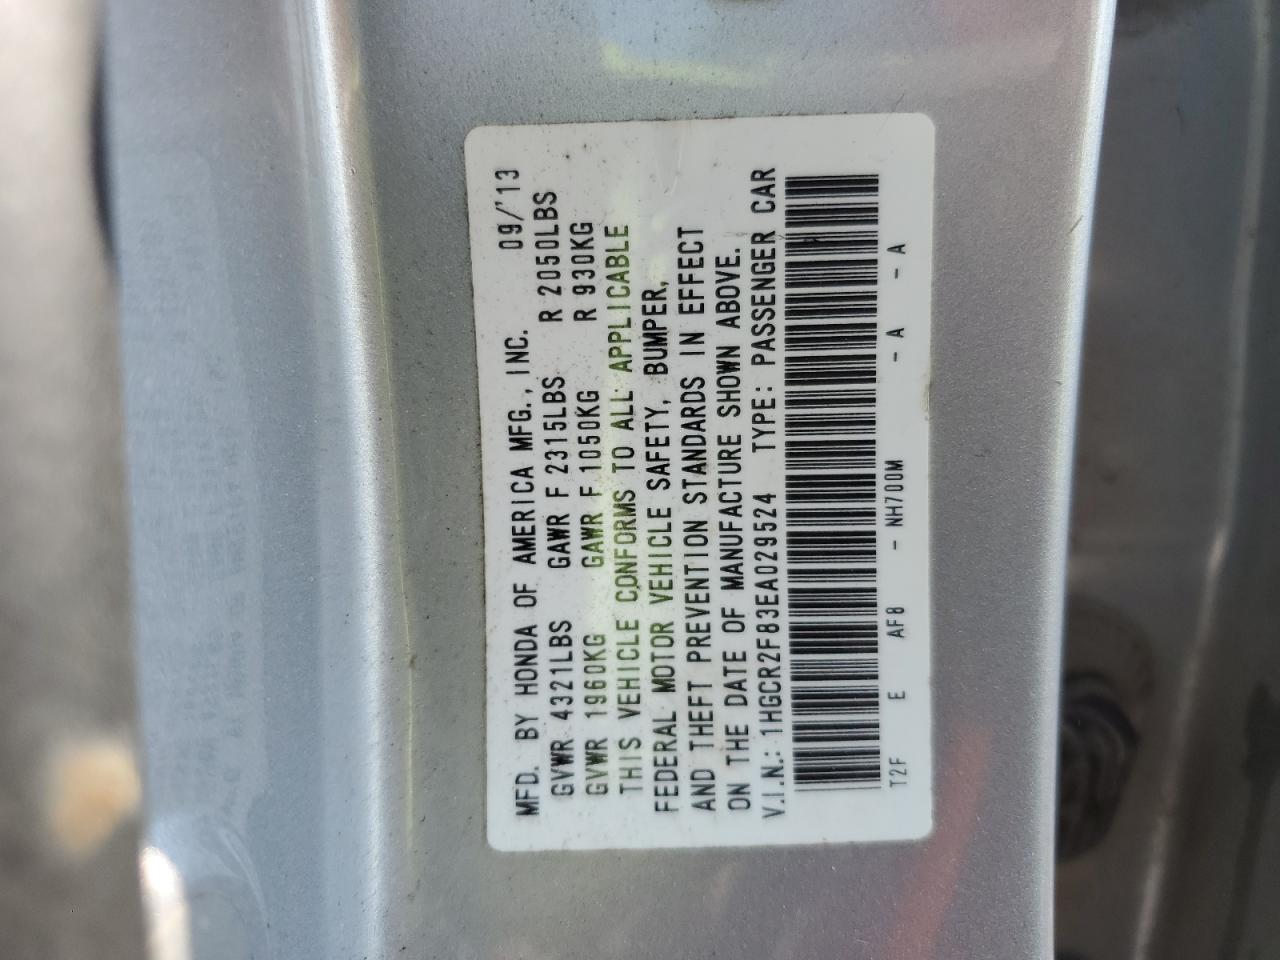 MFD. BY HONDA OF AMERICA MFG., INC. 09/'13
GVWR 4321LBS GAWR F 2315LBS R 2050LBS
GVWR 1960KG GAWR F 1050KG R 930KG
THIS VEHICLE CONFORMS TO ALL APPLICABLE
FEDERAL MOTOR VEHICLE SAFETY, BUMPER,
AND THEFT PREVENTION STANDARDS IN EFFECT
ON THE DATE OF MANUFACTURE SHOWN ABOVE.
V.I.N.: 1HGCR2F83EA029524 TYPE: PASSENGER CAR
T2F E AF8 - NH700M - A - A